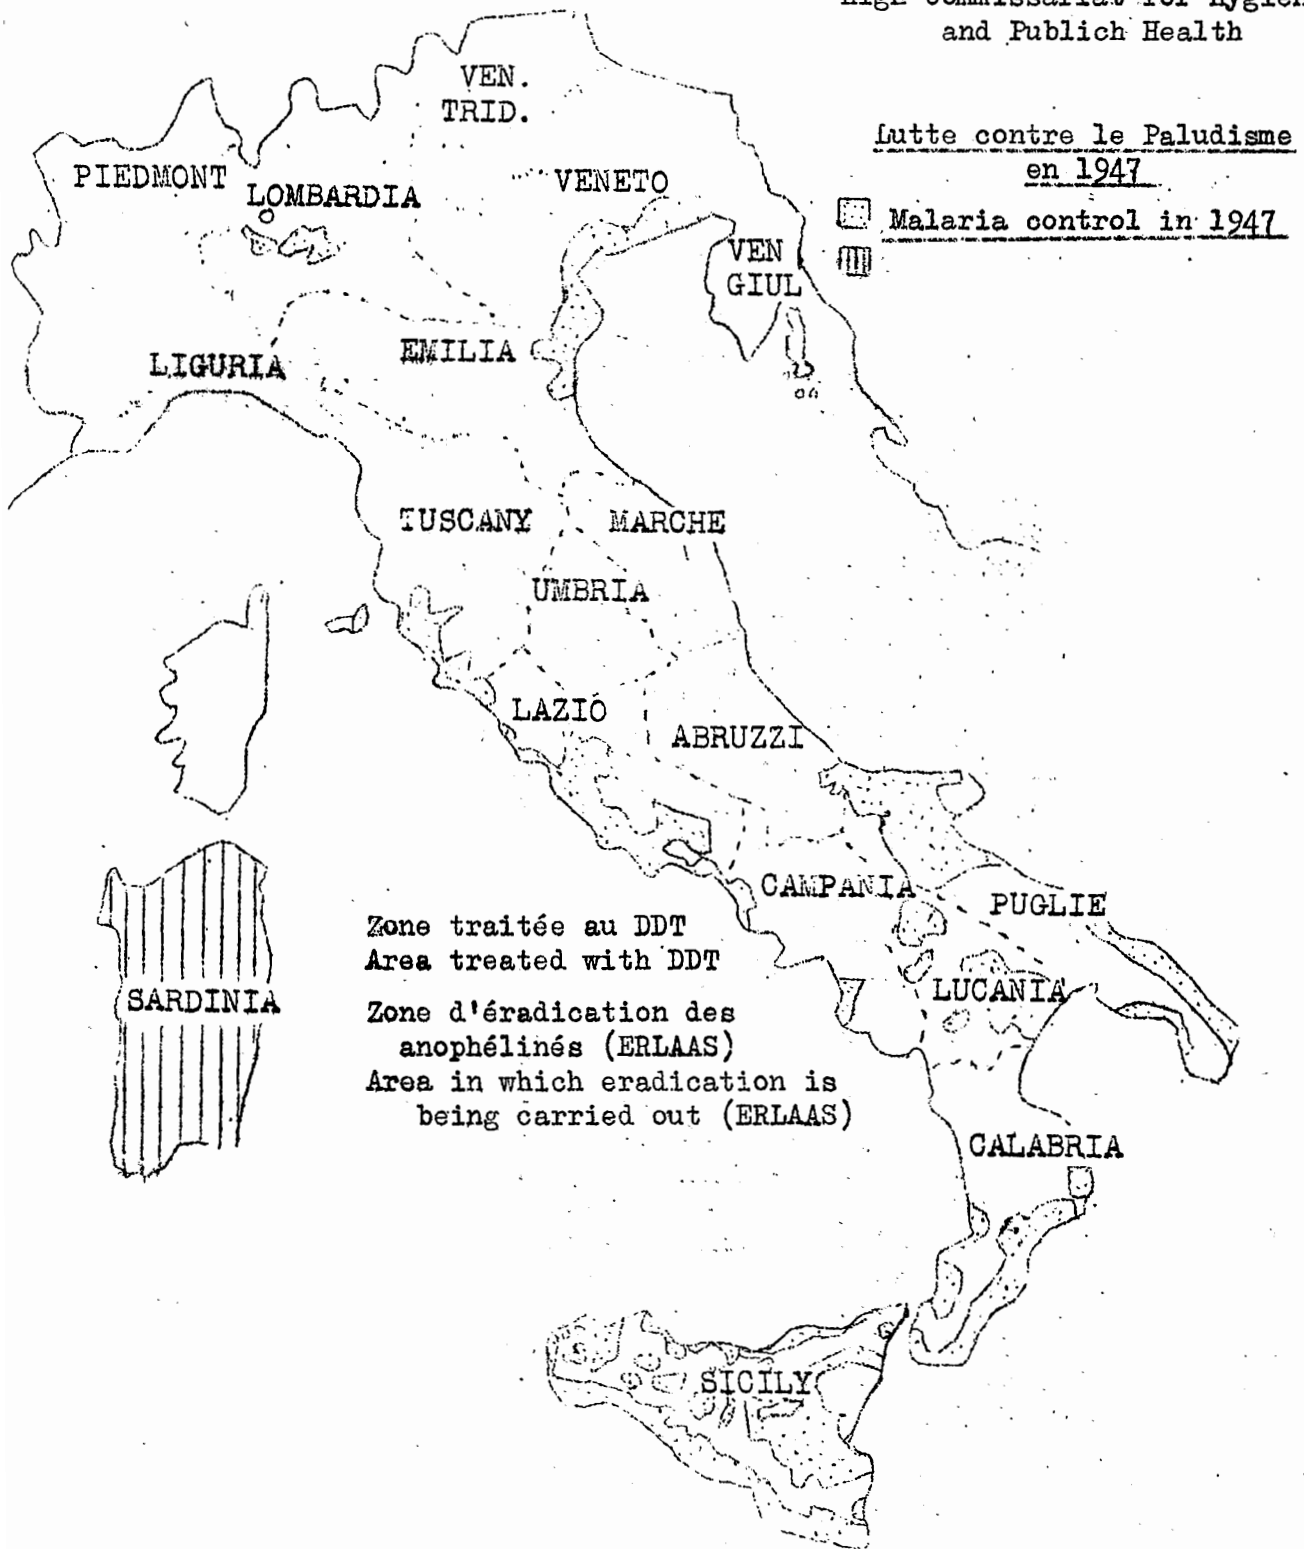 and Publich Health
VEN.
TRID.
Lutte contre le Paludisme
en 1947
PIEDMONT
LOMBARDIA
VENETO
Malaria control in 1947
VEN
GIUL
LIGURIA
EMILIA
TUSCANY
MARCHE
UMBRIA
LAZIO
ABRUZZI
CAMPANIA
PUGLIE
Zone traitée au DDT
Area treated with DDT
SARDINIA
LUCANIA
Zone d'éradication des
anophélinés (ERLAAS)
Area in which eradication is
being carried out (ERLAAS)
CALABRIA
SICILY